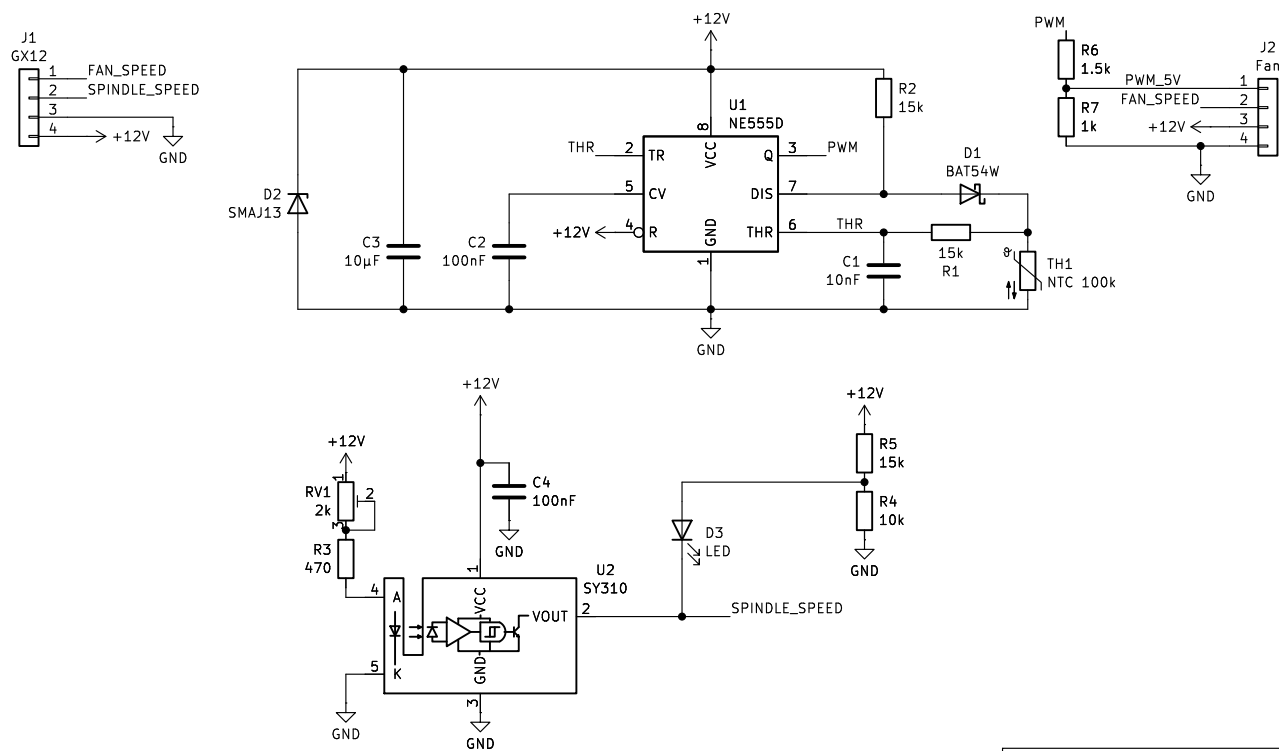 J1
GX12
1 FAN_SPEED
2 SPINDLE_SPEED
3
4 +12V
GND
+12V
D2
SMAJ13
C3
10µF
C2
100nF
U1
NE555D
THR 2 TR
5 CV
+12V 4 R
8 VCC
GND 1
Q 3 PWM
DIS 7
THR 6 THR
R2
15k
D1
BAT54W
C1
10nF
15k
R1
ϑ
TH1
NTC 100k
GND
PWM
R6
1.5k
R7
1k
J2
Fan
PWM_5V 1
FAN_SPEED 2
+12V 3
4
GND
+12V
+12V
1
RV1
2k
2
3
R3
470
C4
100nF
GND
4 A
5 K
GND
1
VCC
U2
SY310
VOUT 2
GND
3
GND
D3
LED
SPINDLE_SPEED
+12V
R5
15k
R4
10k
GND